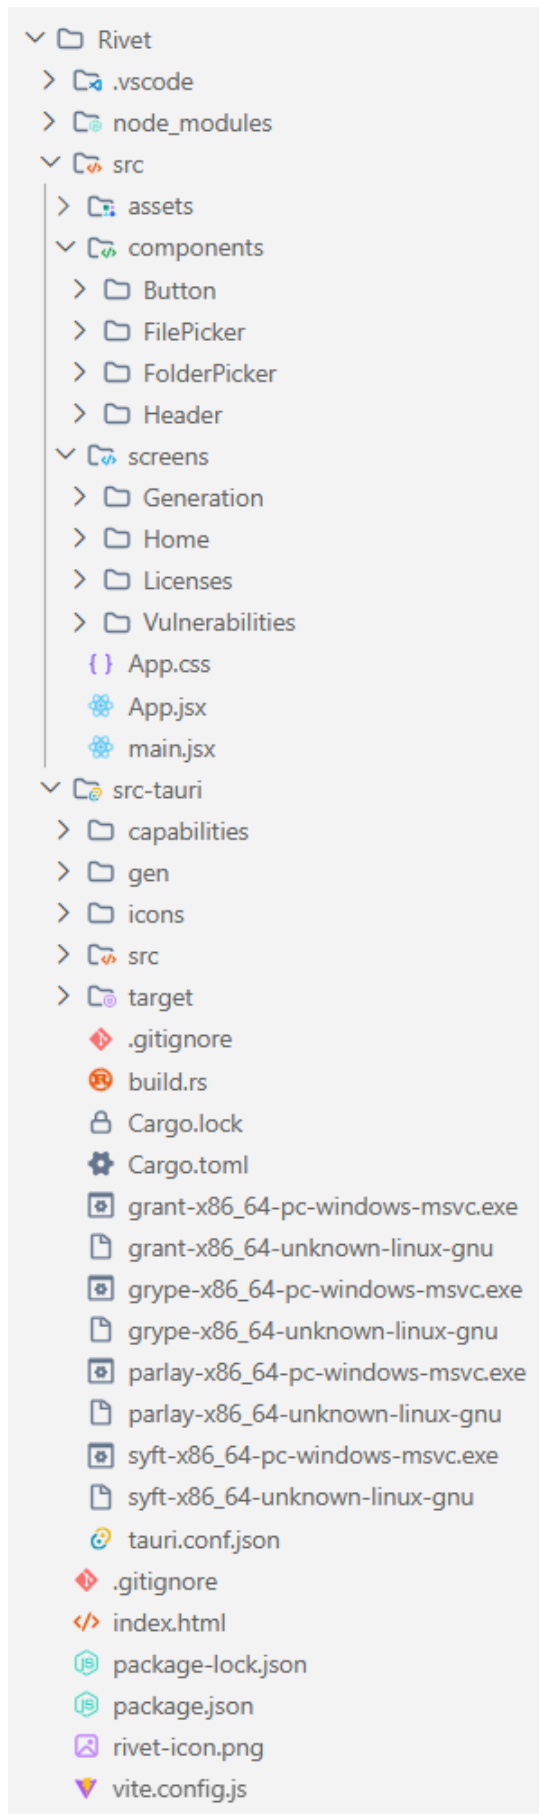 Rivet
.vscode
node_modules
src
assets
components
Button
FilePicker
FolderPicker
Header
screens
Generation
Home
Licenses
Vulnerabilities
App.css
App.jsx
main.jsx
src-tauri
capabilities
gen
icons
src
target
.gitignore
build.rs
Cargo.lock
Cargo.toml
grant-x86_64-pc-windows-msvc.exe
grant-x86_64-unknown-linux-gnu
grype-x86_64-pc-windows-msvc.exe
grype-x86_64-unknown-linux-gnu
parlay-x86_64-pc-windows-msvc.exe
parlay-x86_64-unknown-linux-gnu
syft-x86_64-pc-windows-msvc.exe
syft-x86_64-unknown-linux-gnu
tauri.conf.json
.gitignore
index.html
package-lock.json
package.json
rivet-icon.png
vite.config.js